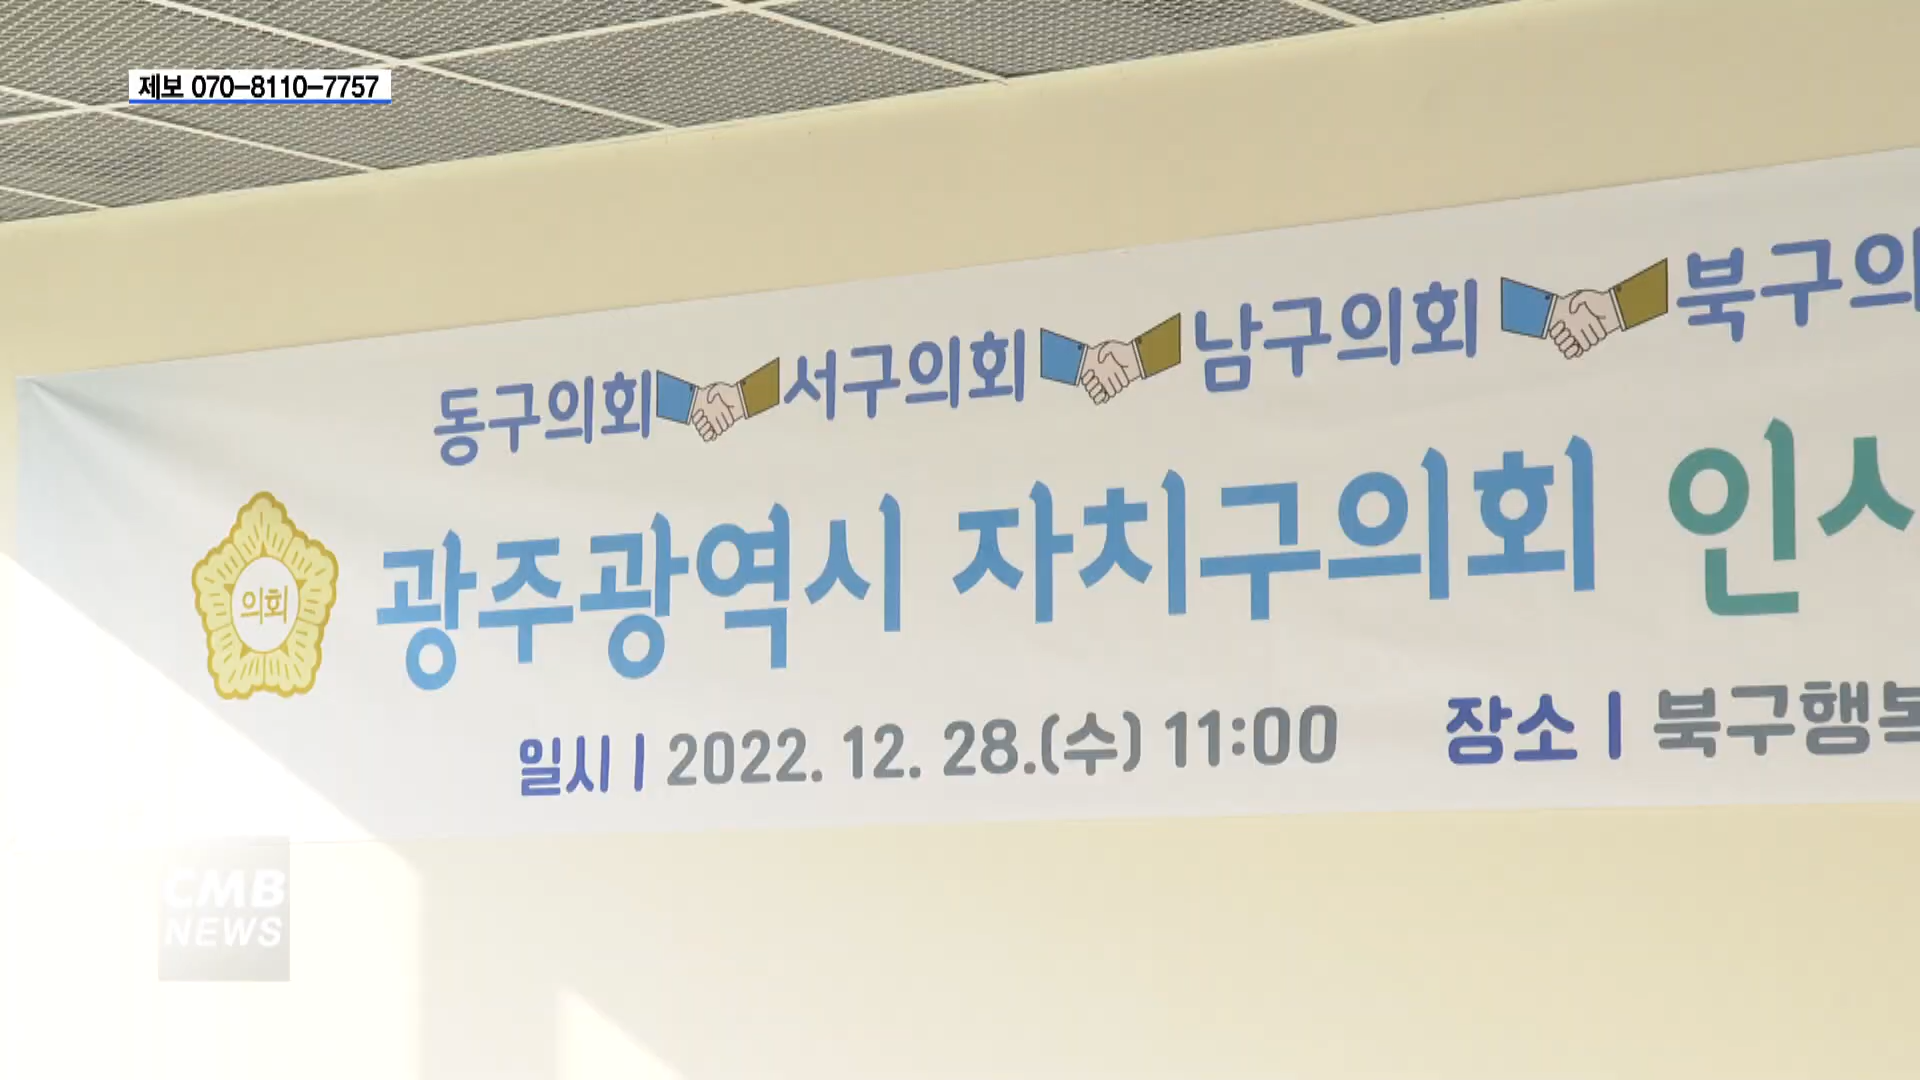 제보 070-8110-7757
동구의회 서구의회 남구의회 북구의
광주광역시 자치구의회 인
의회
일시 | 2022. 12. 28.(수) 11:00 장소 | 북구행복
CMB
NEWS